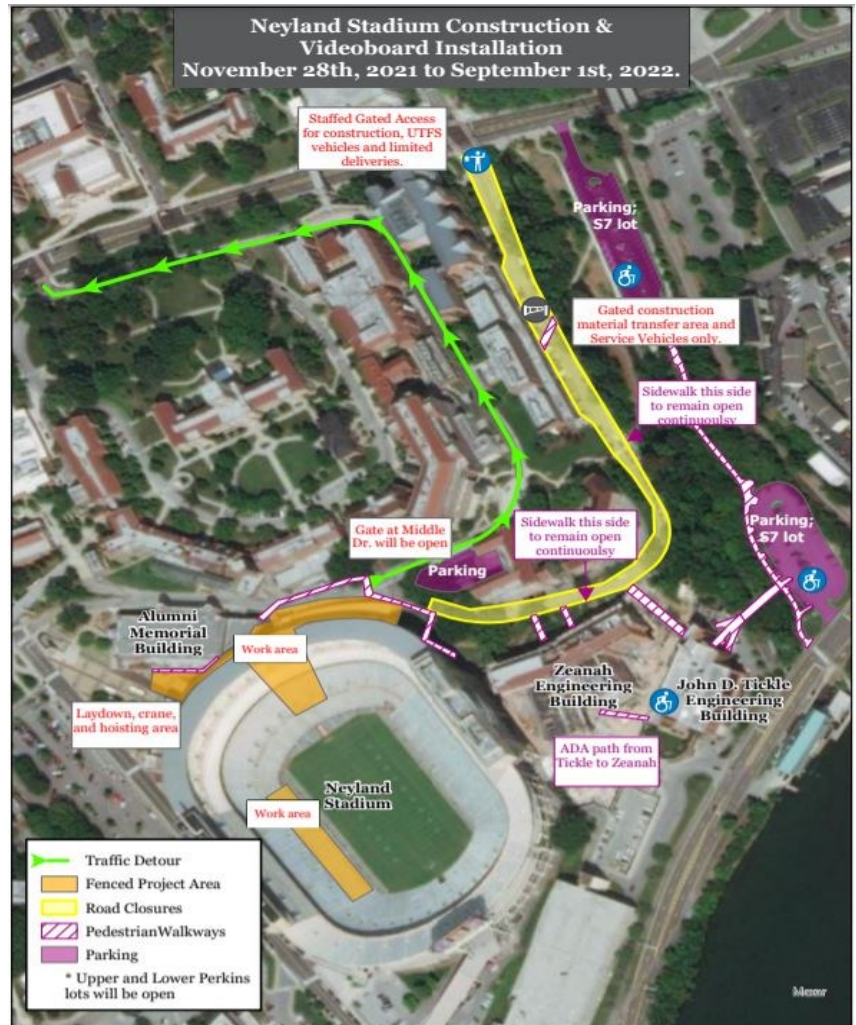 Neyland Stadium Construction &
Videoboard Installation
November 28th, 2021 to September 1st, 2022.
Staffed Gated Access
for construction, UTFS
vehicles and limited
deliveries.
Parking;
S7 lot
Gated construction
material transfer area and
Service Vehicles only.
Sidewalk this side
to remain open
continuoulsy
Sidewalk this side
to remain open
continuoulsy
Gate at Middle
Dr. will be open
Parking;
S7 lot
Parking
Alumni
Memorial
Building
Work area
Zeanah
Engineering
Building
John D. Tickle
Engineering
Building
Laydown, crane,
and hoisting area
ADA path from
Tickle to Zeanah
Neyland
Stadium
Work area
Traffic Detour
Fenced Project Area
Road Closures
PedestrianWalkways
Parking
* Upper and Lower Perkins
lots will be open